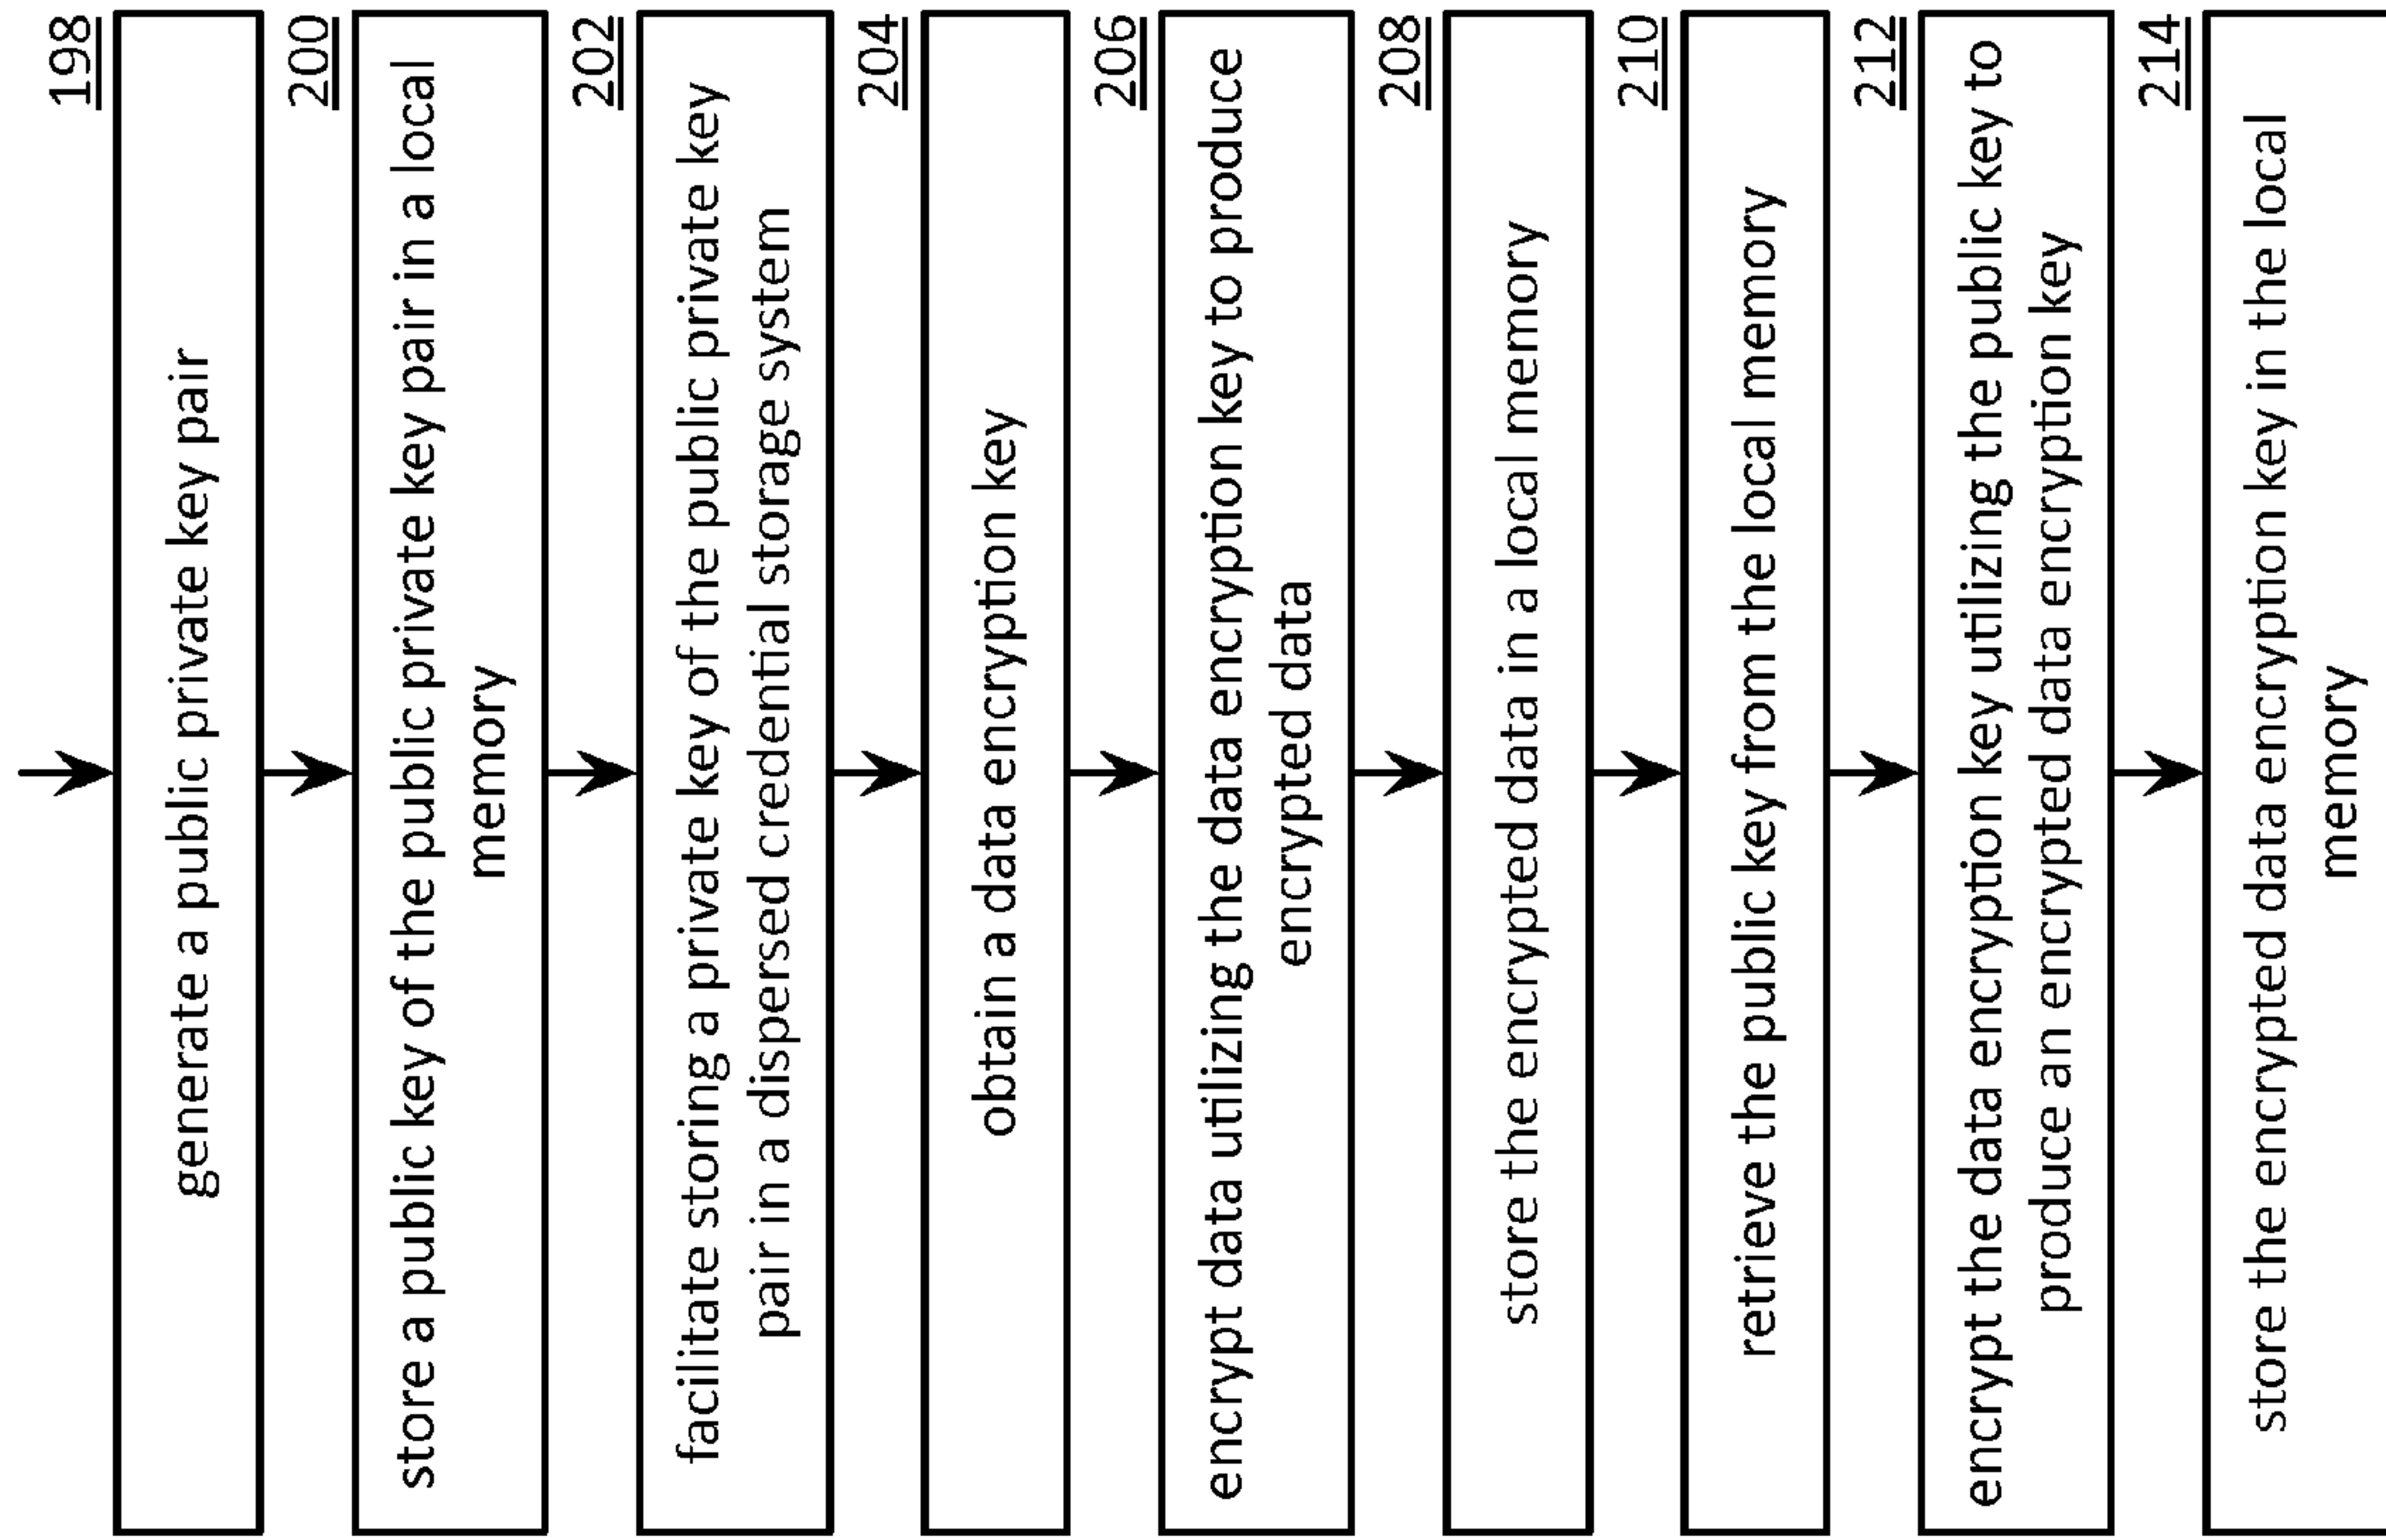 198
generate a public private key pair
200
store a public key of the public private key pair in a local
memory
202
facilitate storing a private key of the public private key
pair in a dispersed credential storage system
204
obtain a data encryption key
206
encrypt data utilizing the data encryption key to produce
encrypted data
208
store the encrypted data in a local memory
210
retrieve the public key from the local memory
212
encrypt the data encryption key utilizing the public key to
produce an encrypted data encryption key
214
store the encrypted data encryption key in the local
memory